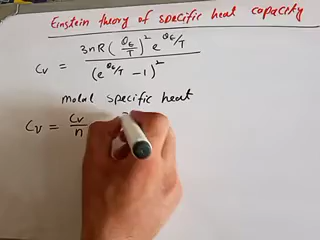 Einstein theory of specific heat capacity
Cv = 3nR (θE/T)² e^θE/T / (e^θE/T - 1)²
molal specific heat
Cv = Cv/n